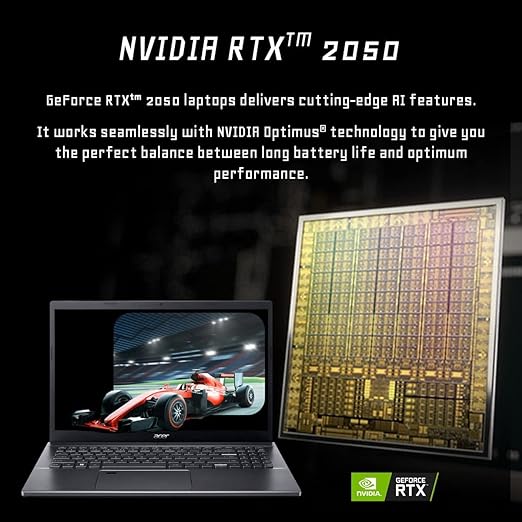 NVIDIA RTX™ 2050
GeForce RTX™ 2050 laptops delivers cutting-edge AI features.
It works seamlessly with NVIDIA Optimus® technology to give you
the perfect balance between long battery life and optimum
performance.
acer
NVIDIA.
GEFORCE
RTX